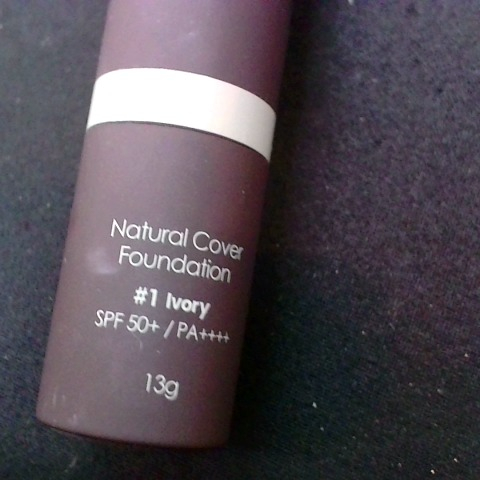 Natural Cover
Foundation
#1 Ivory
SPF 50+ / PA++++
13g